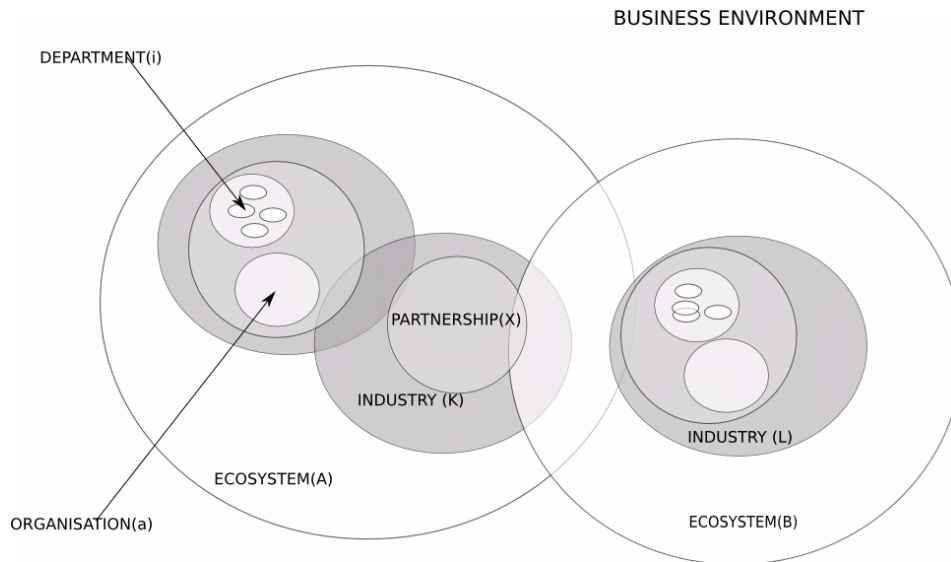 BUSINESS ENVIRONMENT
DEPARTMENT(i)
PARTNERSHIP(X)
INDUSTRY (K)
INDUSTRY (L)
ECOSYSTEM(A)
ORGANISATION(a)
ECOSYSTEM(B)